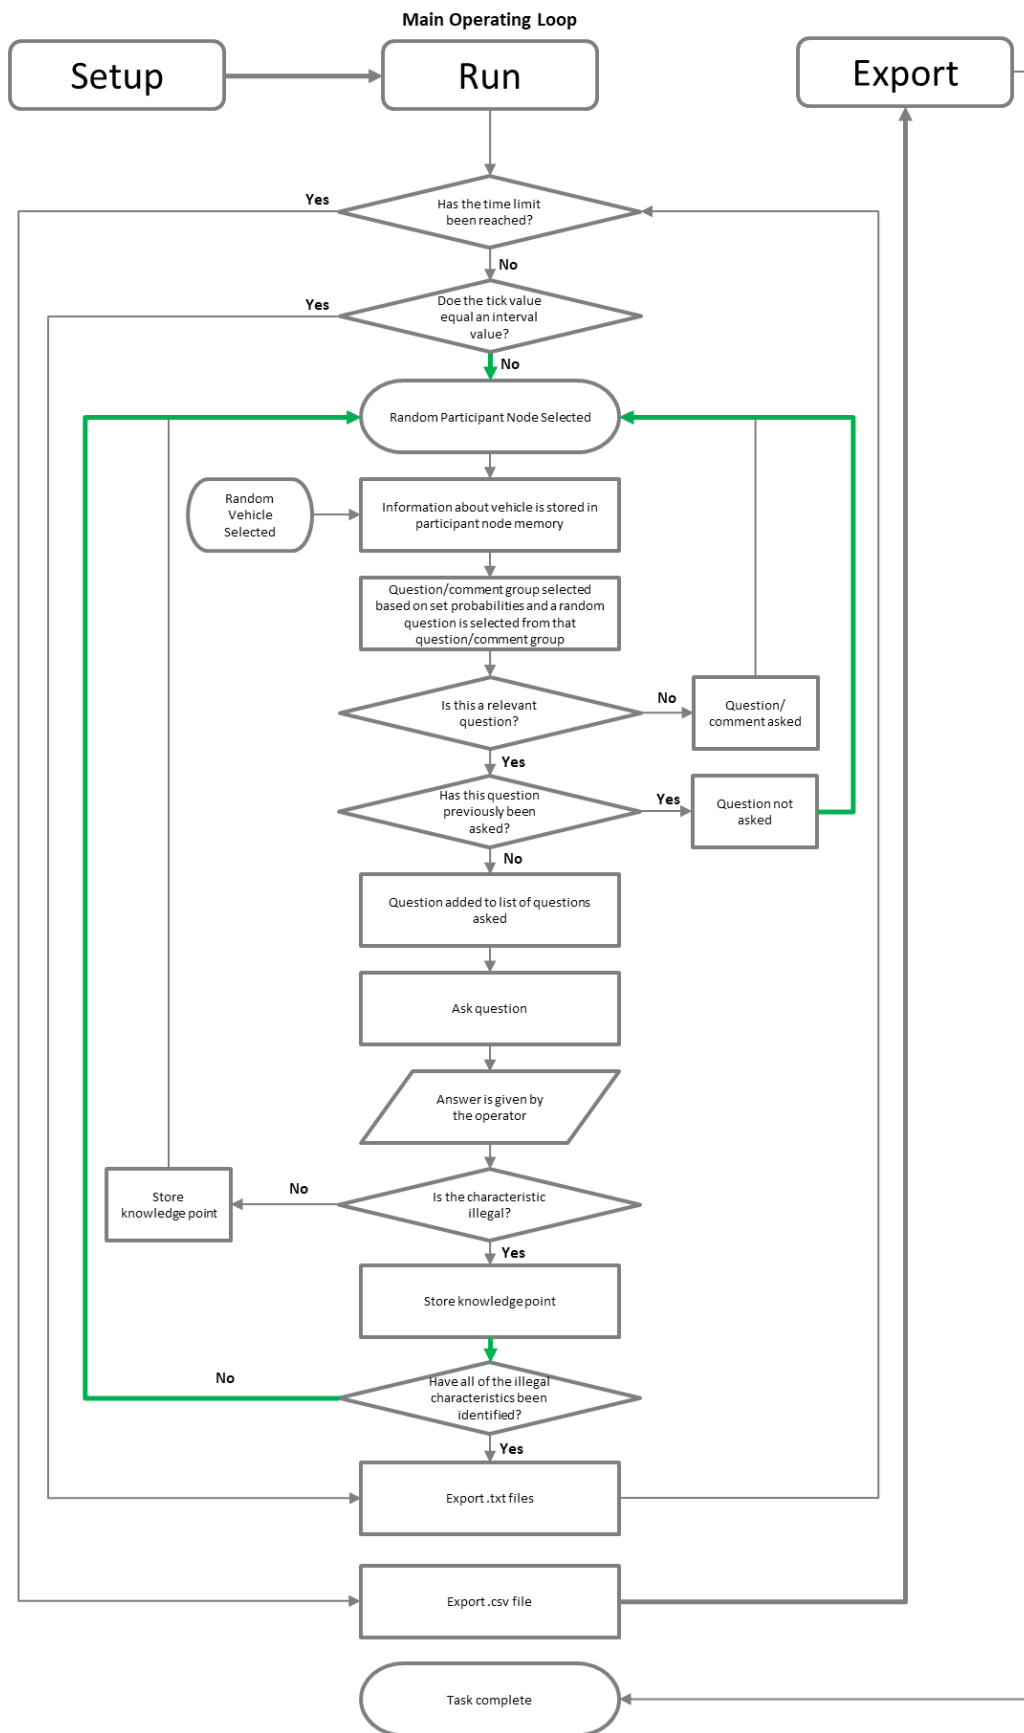 Main Operating Loop
Setup
Run
Export
Yes
Has the time limit
been reached?
No
Yes
Doe the tick value
equal an interval
value?
No
Random Participant Node Selected
Random
Vehicle
Selected
Information about vehicle is stored in
participant node memory
Question/comment group selected
based on set probabilities and a random
question is selected from that
question/comment group
Is this a relevant
question?
No
Question/
comment asked
Yes
Has this question
previously been
asked?
Yes
Question not
asked
No
Question added to list of questions
asked
Ask question
Answer is given by
the operator
Store
knowledge point
No
Is the characteristic
illegal?
Yes
Store knowledge point
No
Have all of the illegal
characteristics been
identified?
Yes
Export .txt files
Export .csv file
Task complete